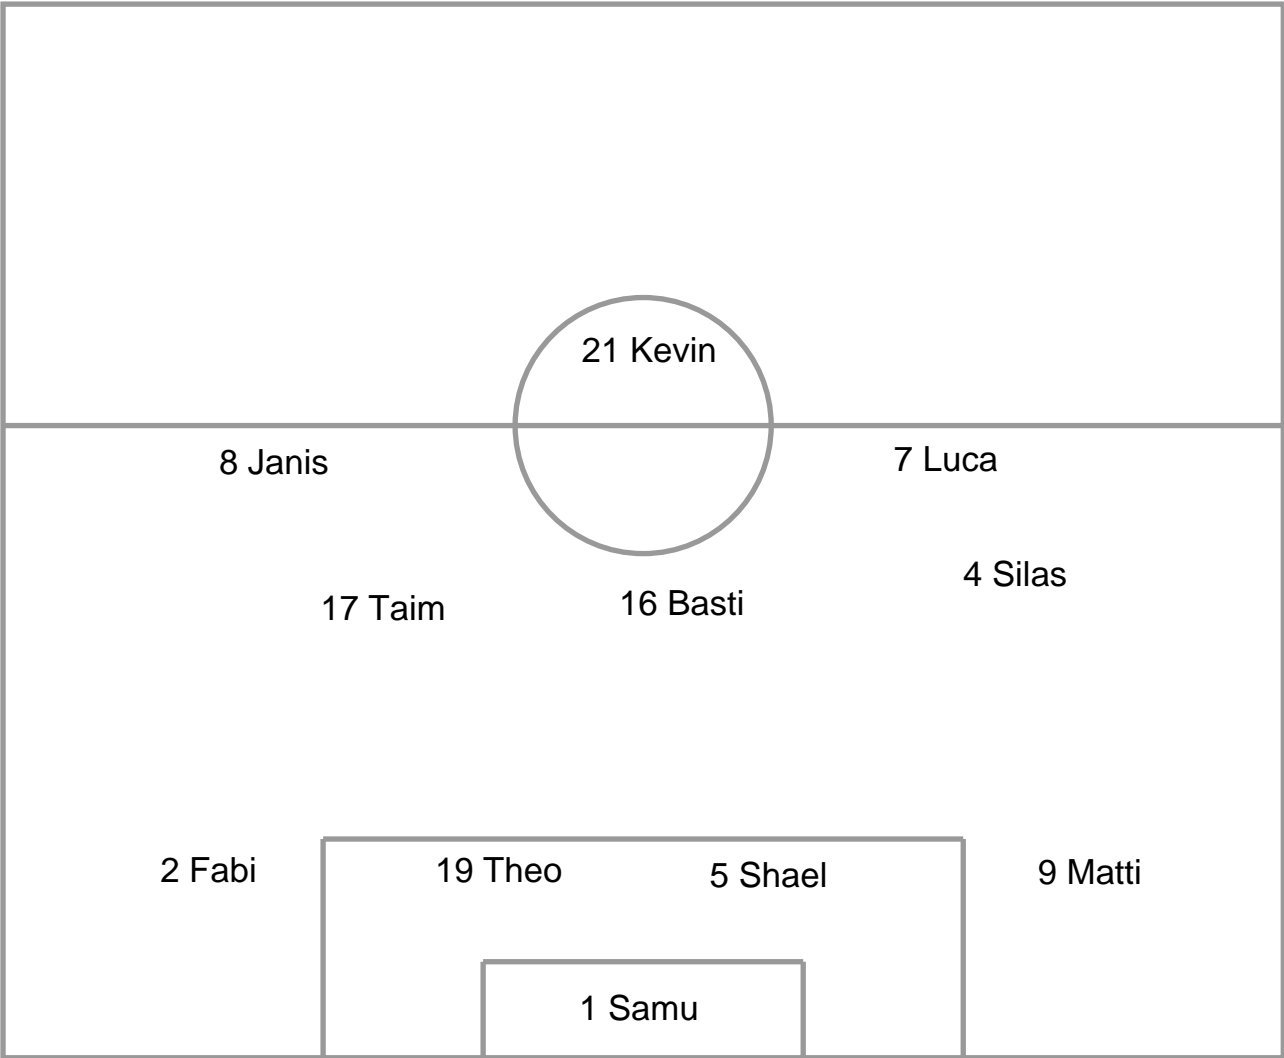 21 Kevin
8 Janis
7 Luca
4 Silas
17 Taim
16 Basti
2 Fabi
19 Theo
5 Shael
9 Matti
1 Samu